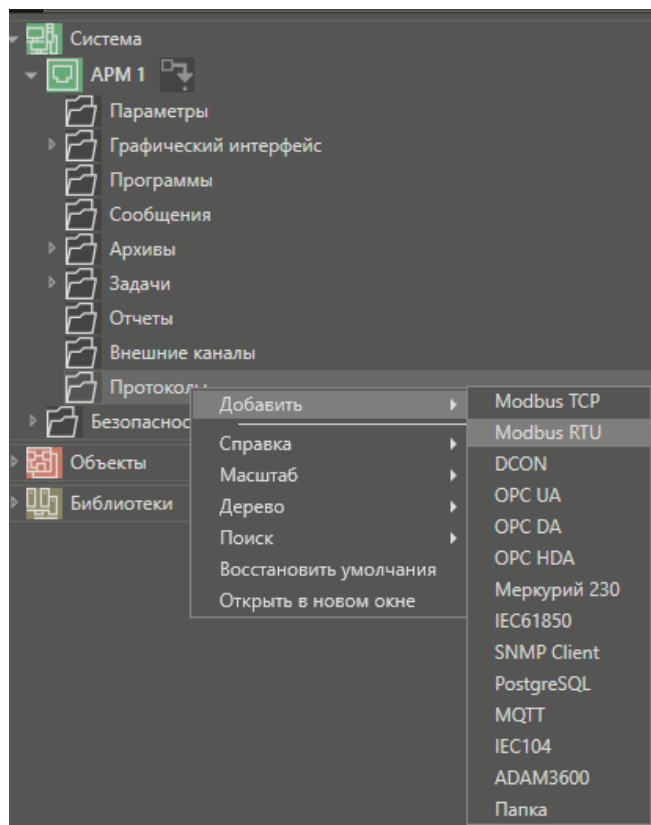 Система
АРМ 1
Параметры
Графический интерфейс
Программы
Сообщения
Архивы
Задачи
Отчеты
Внешние каналы
Протоколы
Безопаснос
Объекты
Библиотеки
Добавить
Справка
Масштаб
Дерево
Поиск
Восстановить умолчания
Открыть в новом окне
Modbus TCP
Modbus RTU
DCON
OPC UA
OPC DA
OPC HDA
Меркурий 230
IEC61850
SNMP Client
PostgreSQL
MQTT
IEC104
ADAM3600
Папка